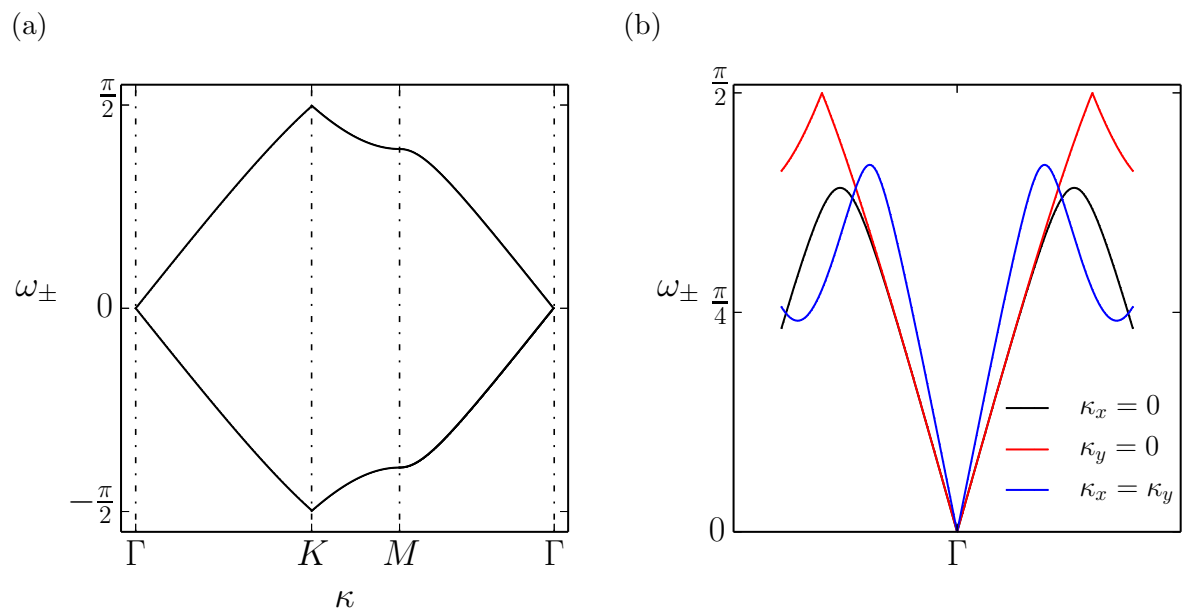 (a)
π/2
ω± 0
−π/2
Γ K M Γ
κ
(b)
π/2
ω± π/4
0
Γ
κx = 0
κy = 0
κx = κy